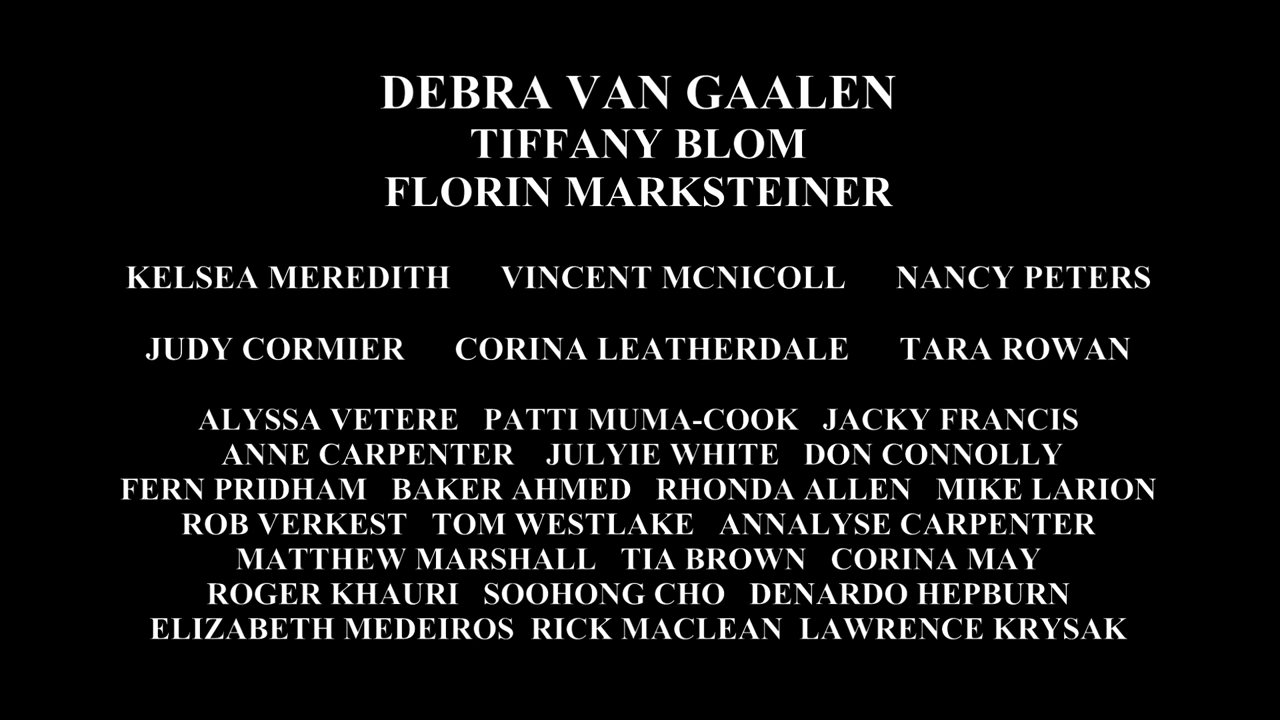 DEBRA VAN GAALEN
TIFFANY BLOM
FLORIN MARKSTEINER
KELSEA MEREDITH VINCENT MCNICOLL NANCY PETERS
JUDY CORMIER CORINA LEATHERDALE TARA ROWAN
ALYSSA VETERE PATTI MUMA-COOK JACKY FRANCIS
ANNE CARPENTER JULYIE WHITE DON CONNOLLY
FERN PRIDHAM BAKER AHMED RHONDA ALLEN MIKE LARION
ROB VERKEST TOM WESTLAKE ANNALYSE CARPENTER
MATTHEW MARSHALL TIA BROWN CORINA MAY
ROGER KHAURI SOOHONG CHO DENARDO HEPBURN
ELIZABETH MEDEIROS RICK MACLEAN LAWRENCE KRYSAK